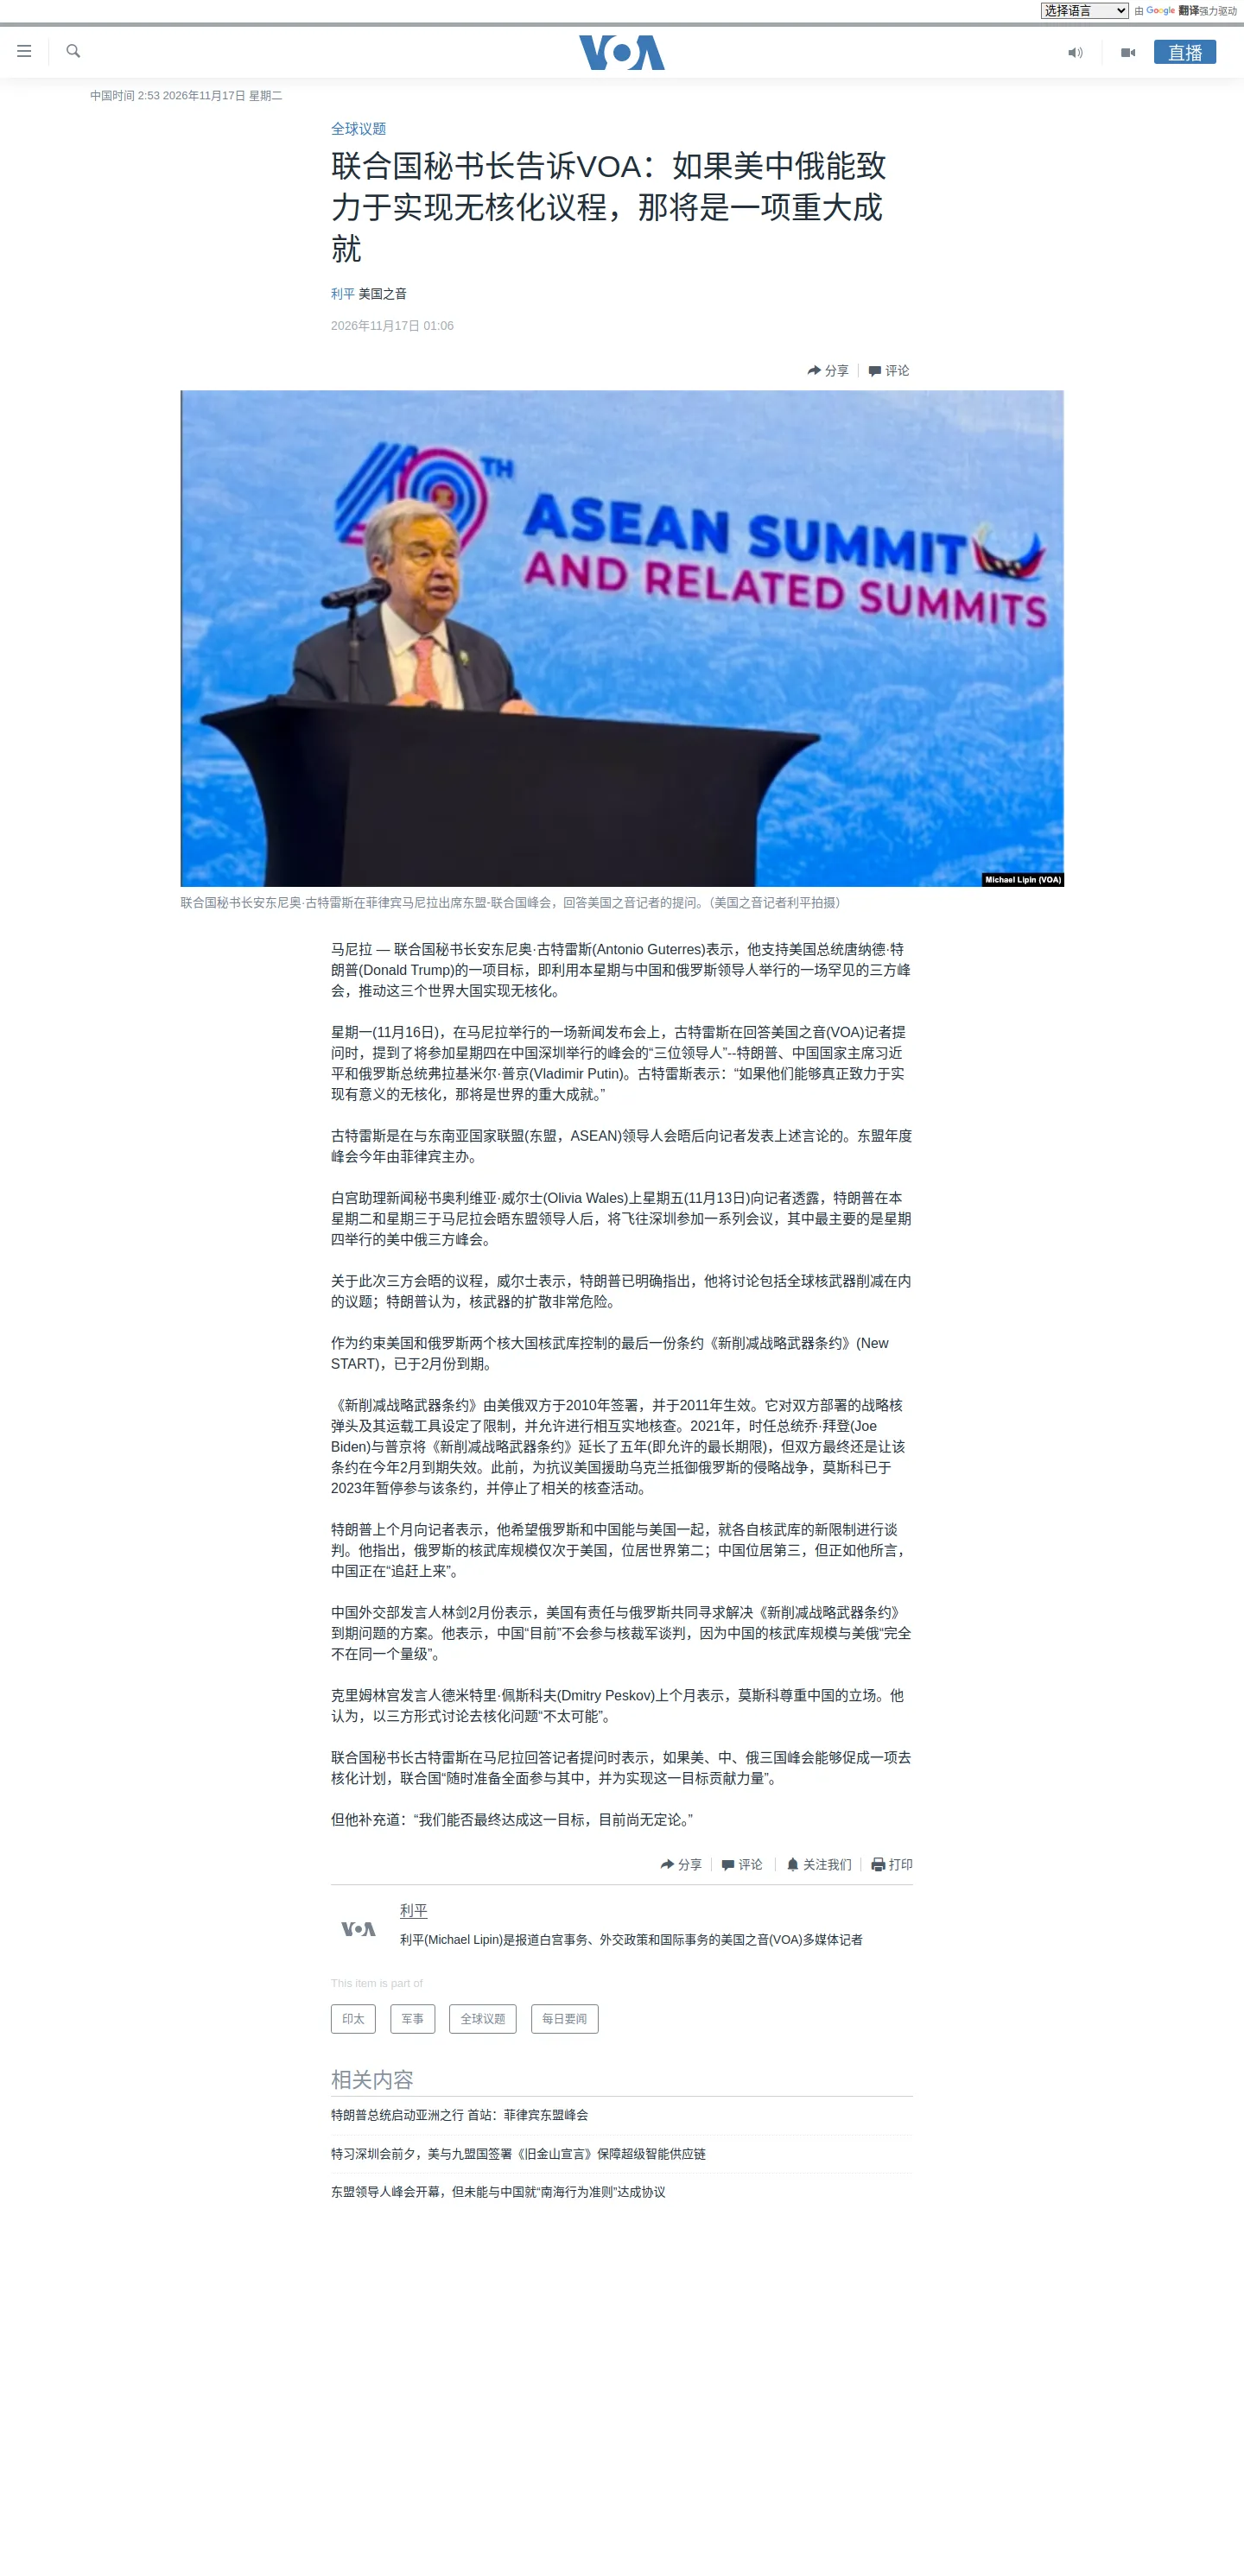 选择语言 由 Google 翻译强力驱动
VOA
直播
中国时间 2:53 2026年11月17日 星期二
全球议题
联合国秘书长告诉VOA：如果美中俄能致
力于实现无核化议程，那将是一项重大成
就
利平 美国之音
2026年11月17日 01:06
分享 评论
40TH
ASEAN SUMMIT
AND RELATED SUMMITS
Michael Lipin (VOA)
联合国秘书长安东尼奥·古特雷斯在菲律宾马尼拉出席东盟-联合国峰会，回答美国之音记者的提问。（美国之音记者利平拍摄）
马尼拉 — 联合国秘书长安东尼奥·古特雷斯(Antonio Guterres)表示，他支持美国总统唐纳德·特
朗普(Donald Trump)的一项目标，即利用本星期与中国和俄罗斯领导人举行的一场罕见的三方峰
会，推动这三个世界大国实现无核化。
星期一(11月16日)，在马尼拉举行的一场新闻发布会上，古特雷斯在回答美国之音(VOA)记者提
问时，提到了将参加星期四在中国深圳举行的峰会的“三位领导人”--特朗普、中国国家主席习近
平和俄罗斯总统弗拉基米尔·普京(Vladimir Putin)。古特雷斯表示：“如果他们能够真正致力于实
现有意义的无核化，那将是世界的重大成就。”
古特雷斯是在与东南亚国家联盟(东盟，ASEAN)领导人会晤后向记者发表上述言论的。东盟年度
峰会今年由菲律宾主办。
白宫助理新闻秘书奥利维亚·威尔士(Olivia Wales)上星期五(11月13日)向记者透露，特朗普在本
星期二和星期三于马尼拉会晤东盟领导人后，将飞往深圳参加一系列会议，其中最主要的是星期
四举行的美中俄三方峰会。
关于此次三方会晤的议程，威尔士表示，特朗普已明确指出，他将讨论包括全球核武器削减在内
的议题；特朗普认为，核武器的扩散非常危险。
作为约束美国和俄罗斯两个核大国核武库控制的最后一份条约《新削减战略武器条约》(New
START)，已于2月份到期。
《新削减战略武器条约》由美俄双方于2010年签署，并于2011年生效。它对双方部署的战略核
弹头及其运载工具设定了限制，并允许进行相互实地核查。2021年，时任总统乔·拜登(Joe
Biden)与普京将《新削减战略武器条约》延长了五年(即允许的最长期限)，但双方最终还是让该
条约在今年2月到期失效。此前，为抗议美国援助乌克兰抵御俄罗斯的侵略战争，莫斯科已于
2023年暂停参与该条约，并停止了相关的核查活动。
特朗普上个月向记者表示，他希望俄罗斯和中国能与美国一起，就各自核武库的新限制进行谈
判。他指出，俄罗斯的核武库规模仅次于美国，位居世界第二；中国位居第三，但正如他所言，
中国正在“追赶上来”。
中国外交部发言人林剑2月份表示，美国有责任与俄罗斯共同寻求解决《新削减战略武器条约》
到期问题的方案。他表示，中国“目前”不会参与核裁军谈判，因为中国的核武库规模与美俄“完全
不在同一个量级”。
克里姆林宫发言人德米特里·佩斯科夫(Dmitry Peskov)上个月表示，莫斯科尊重中国的立场。他
认为，以三方形式讨论去核化问题“不太可能”。
联合国秘书长古特雷斯在马尼拉回答记者提问时表示，如果美、中、俄三国峰会能够促成一项去
核化计划，联合国“随时准备全面参与其中，并为实现这一目标贡献力量”。
但他补充道：“我们能否最终达成这一目标，目前尚无定论。”
分享 评论 关注我们 打印
VOA
利平
利平(Michael Lipin)是报道白宫事务、外交政策和国际事务的美国之音(VOA)多媒体记者
This item is part of
印太 军事 全球议题 每日要闻
相关内容
特朗普总统启动亚洲之行 首站：菲律宾东盟峰会
特习深圳会前夕，美与九盟国签署《旧金山宣言》保障超级智能供应链
东盟领导人峰会开幕，但未能与中国就“南海行为准则”达成协议